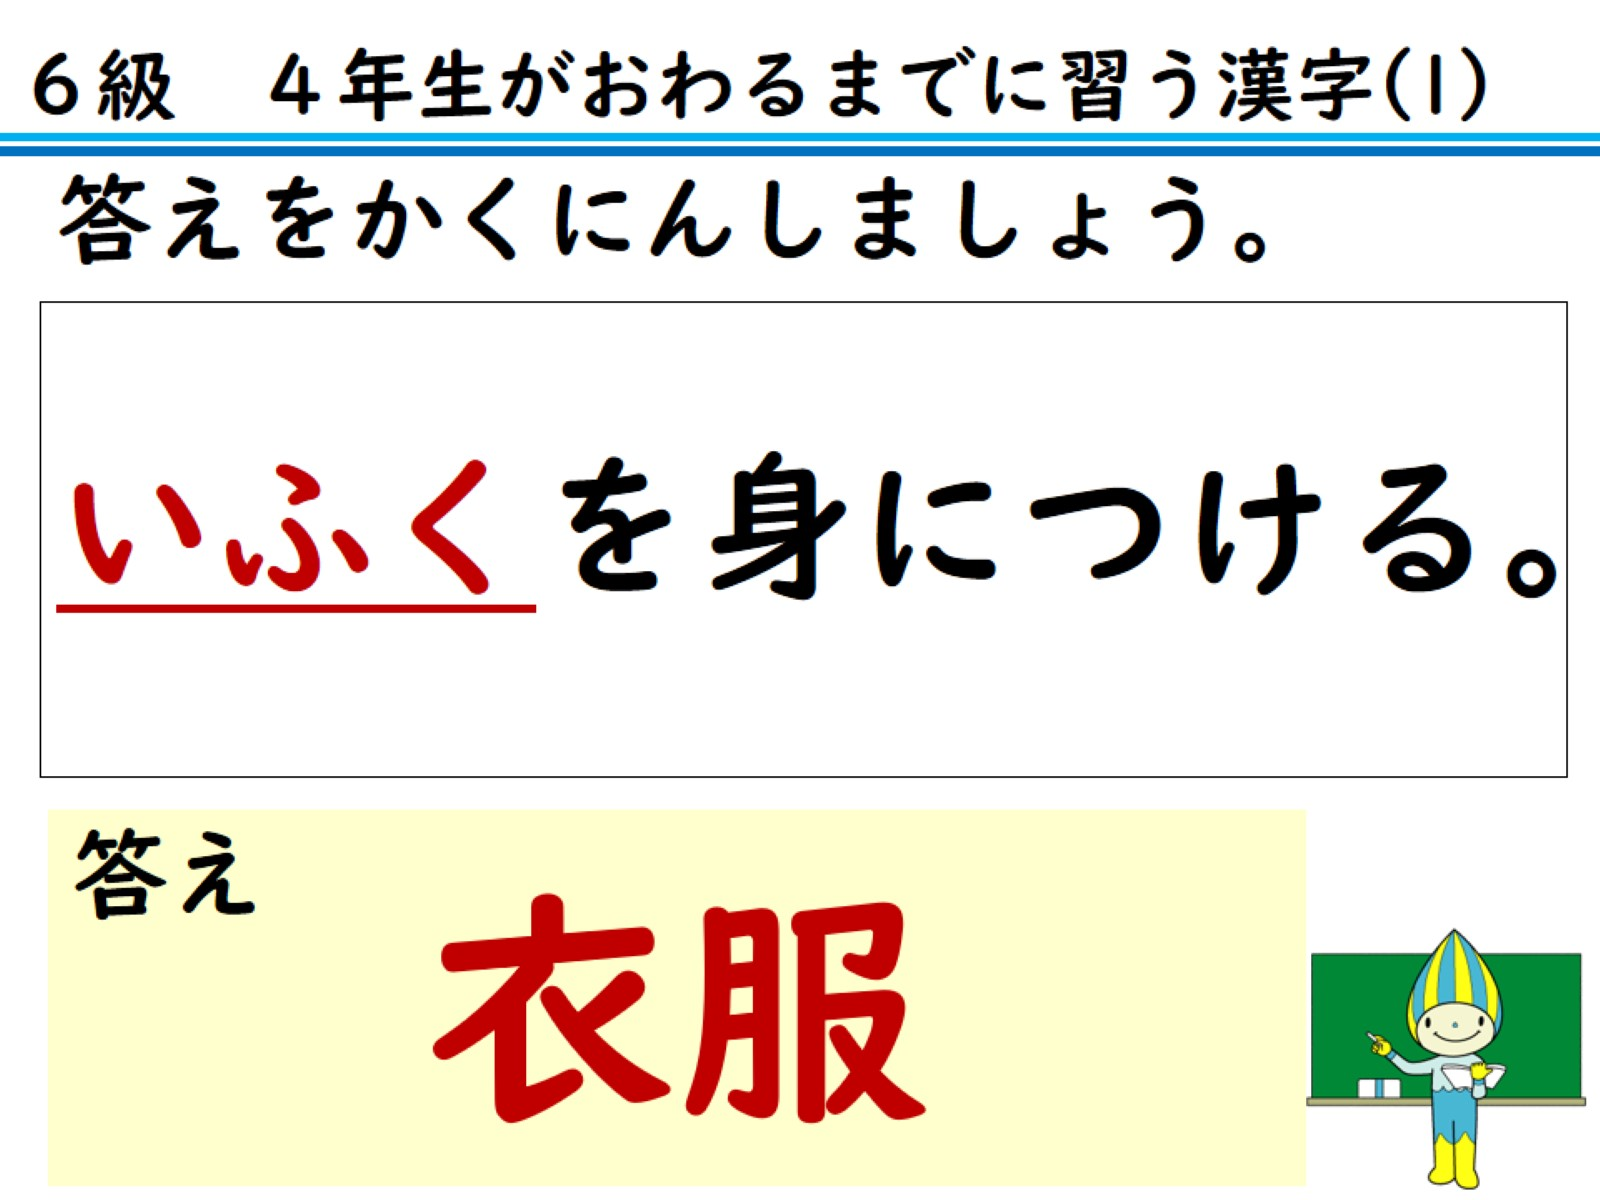 ６級　４年生がおわるまでに習う漢字(1)
答えをかくにんしましょう。
いふくを身につける。
答え
衣服